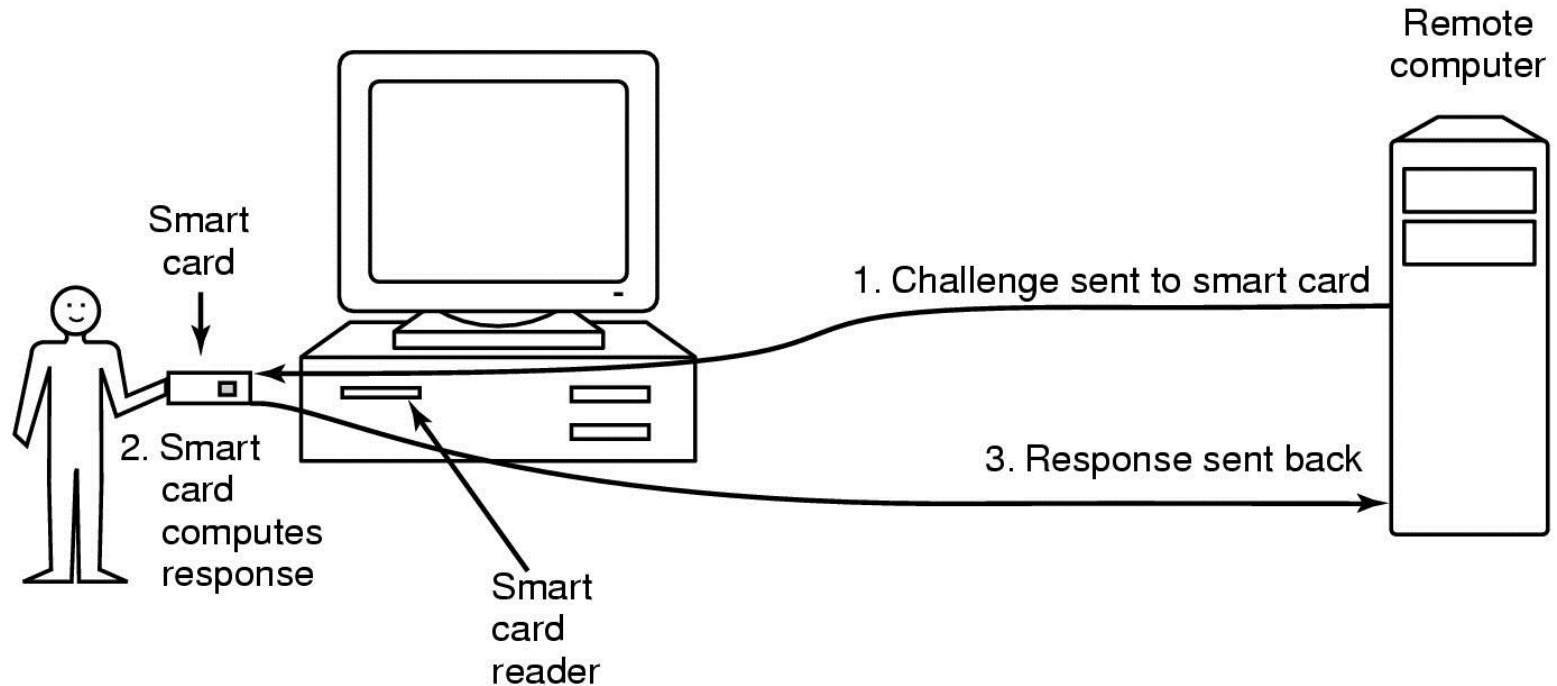 Remote
computer
Smart
card
1. Challenge sent to smart card
2. Smart
card
computes
response
3. Response sent back
Smart
card
reader